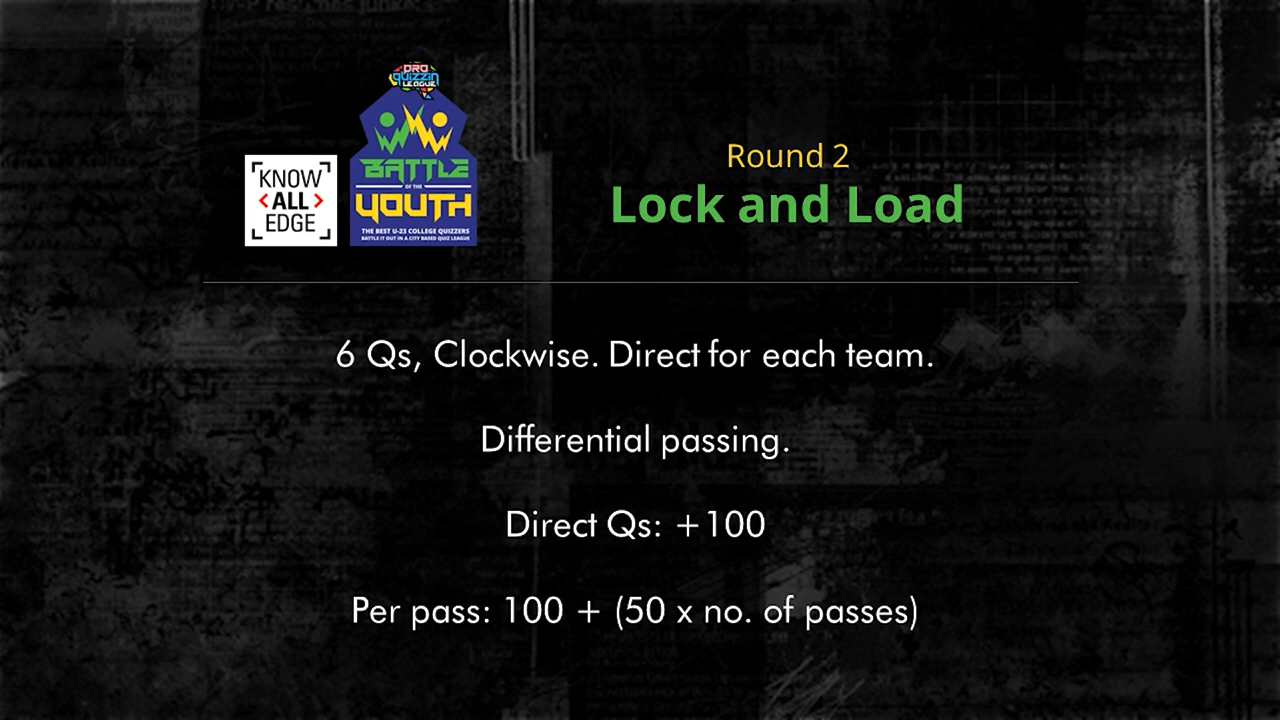 PRO
QUIZZIN
LEAGUE
BATTLE
OF THE
YOUTH
THE BEST U-23 COLLEGE QUIZZERS
BATTLE IT OUT IN A CITY BASED QUIZ LEAGUE
KNOW
<ALL>
EDGE
Round 2
Lock and Load
6 Qs, Clockwise. Direct for each team.
Differential passing.
Direct Qs: +100
Per pass: 100 + (50 x no. of passes)